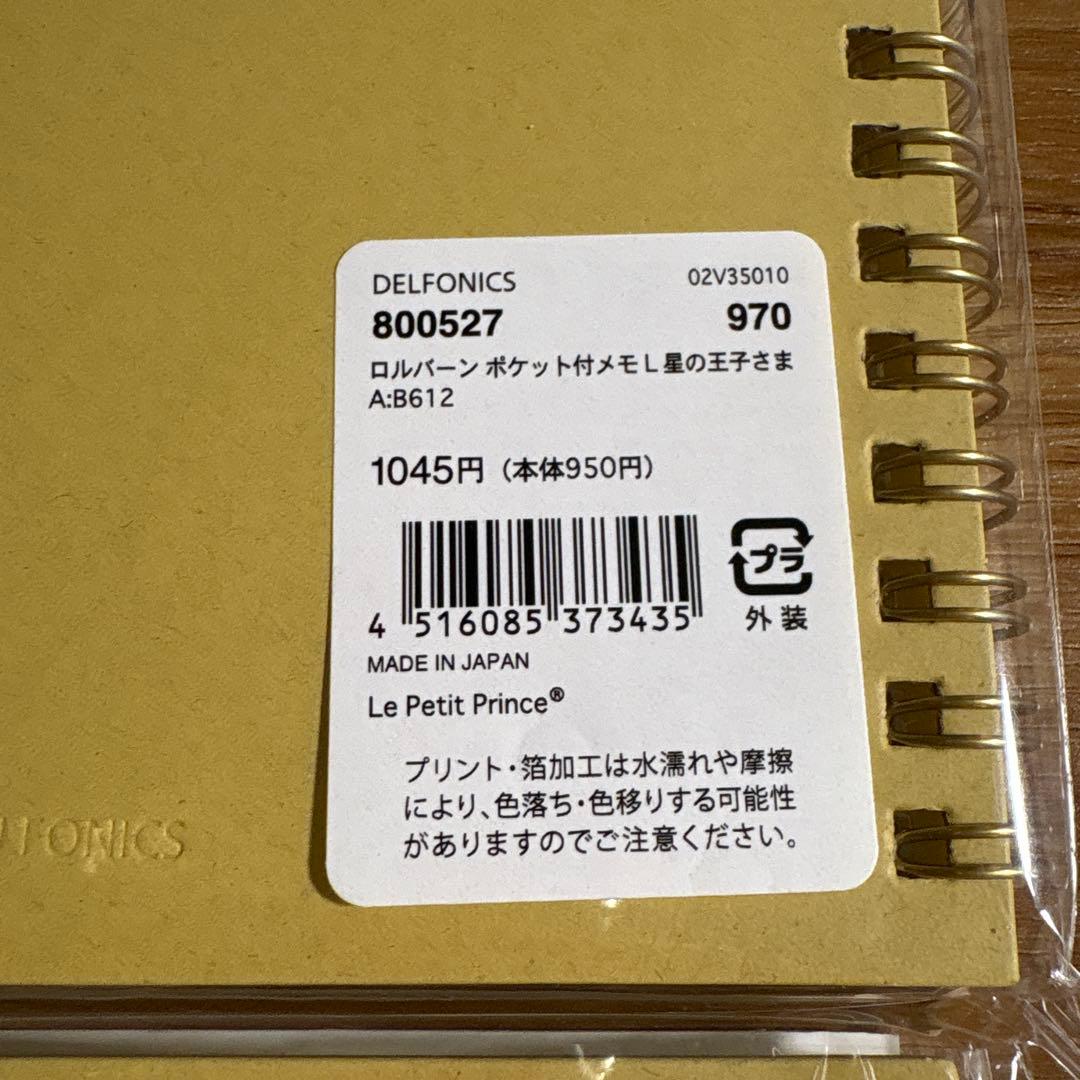 DELFONICS 02V35010
800527 970
ロルバーン ポケット付メモL 星の王子さま
A:B612
1045円（本体950円）
プラ
外装
4 516085 373435
MADE IN JAPAN
Le Petit Prince®
プリント・箔加工は水濡れや摩擦
により、色落ち・色移りする可能性
がありますのでご注意ください。